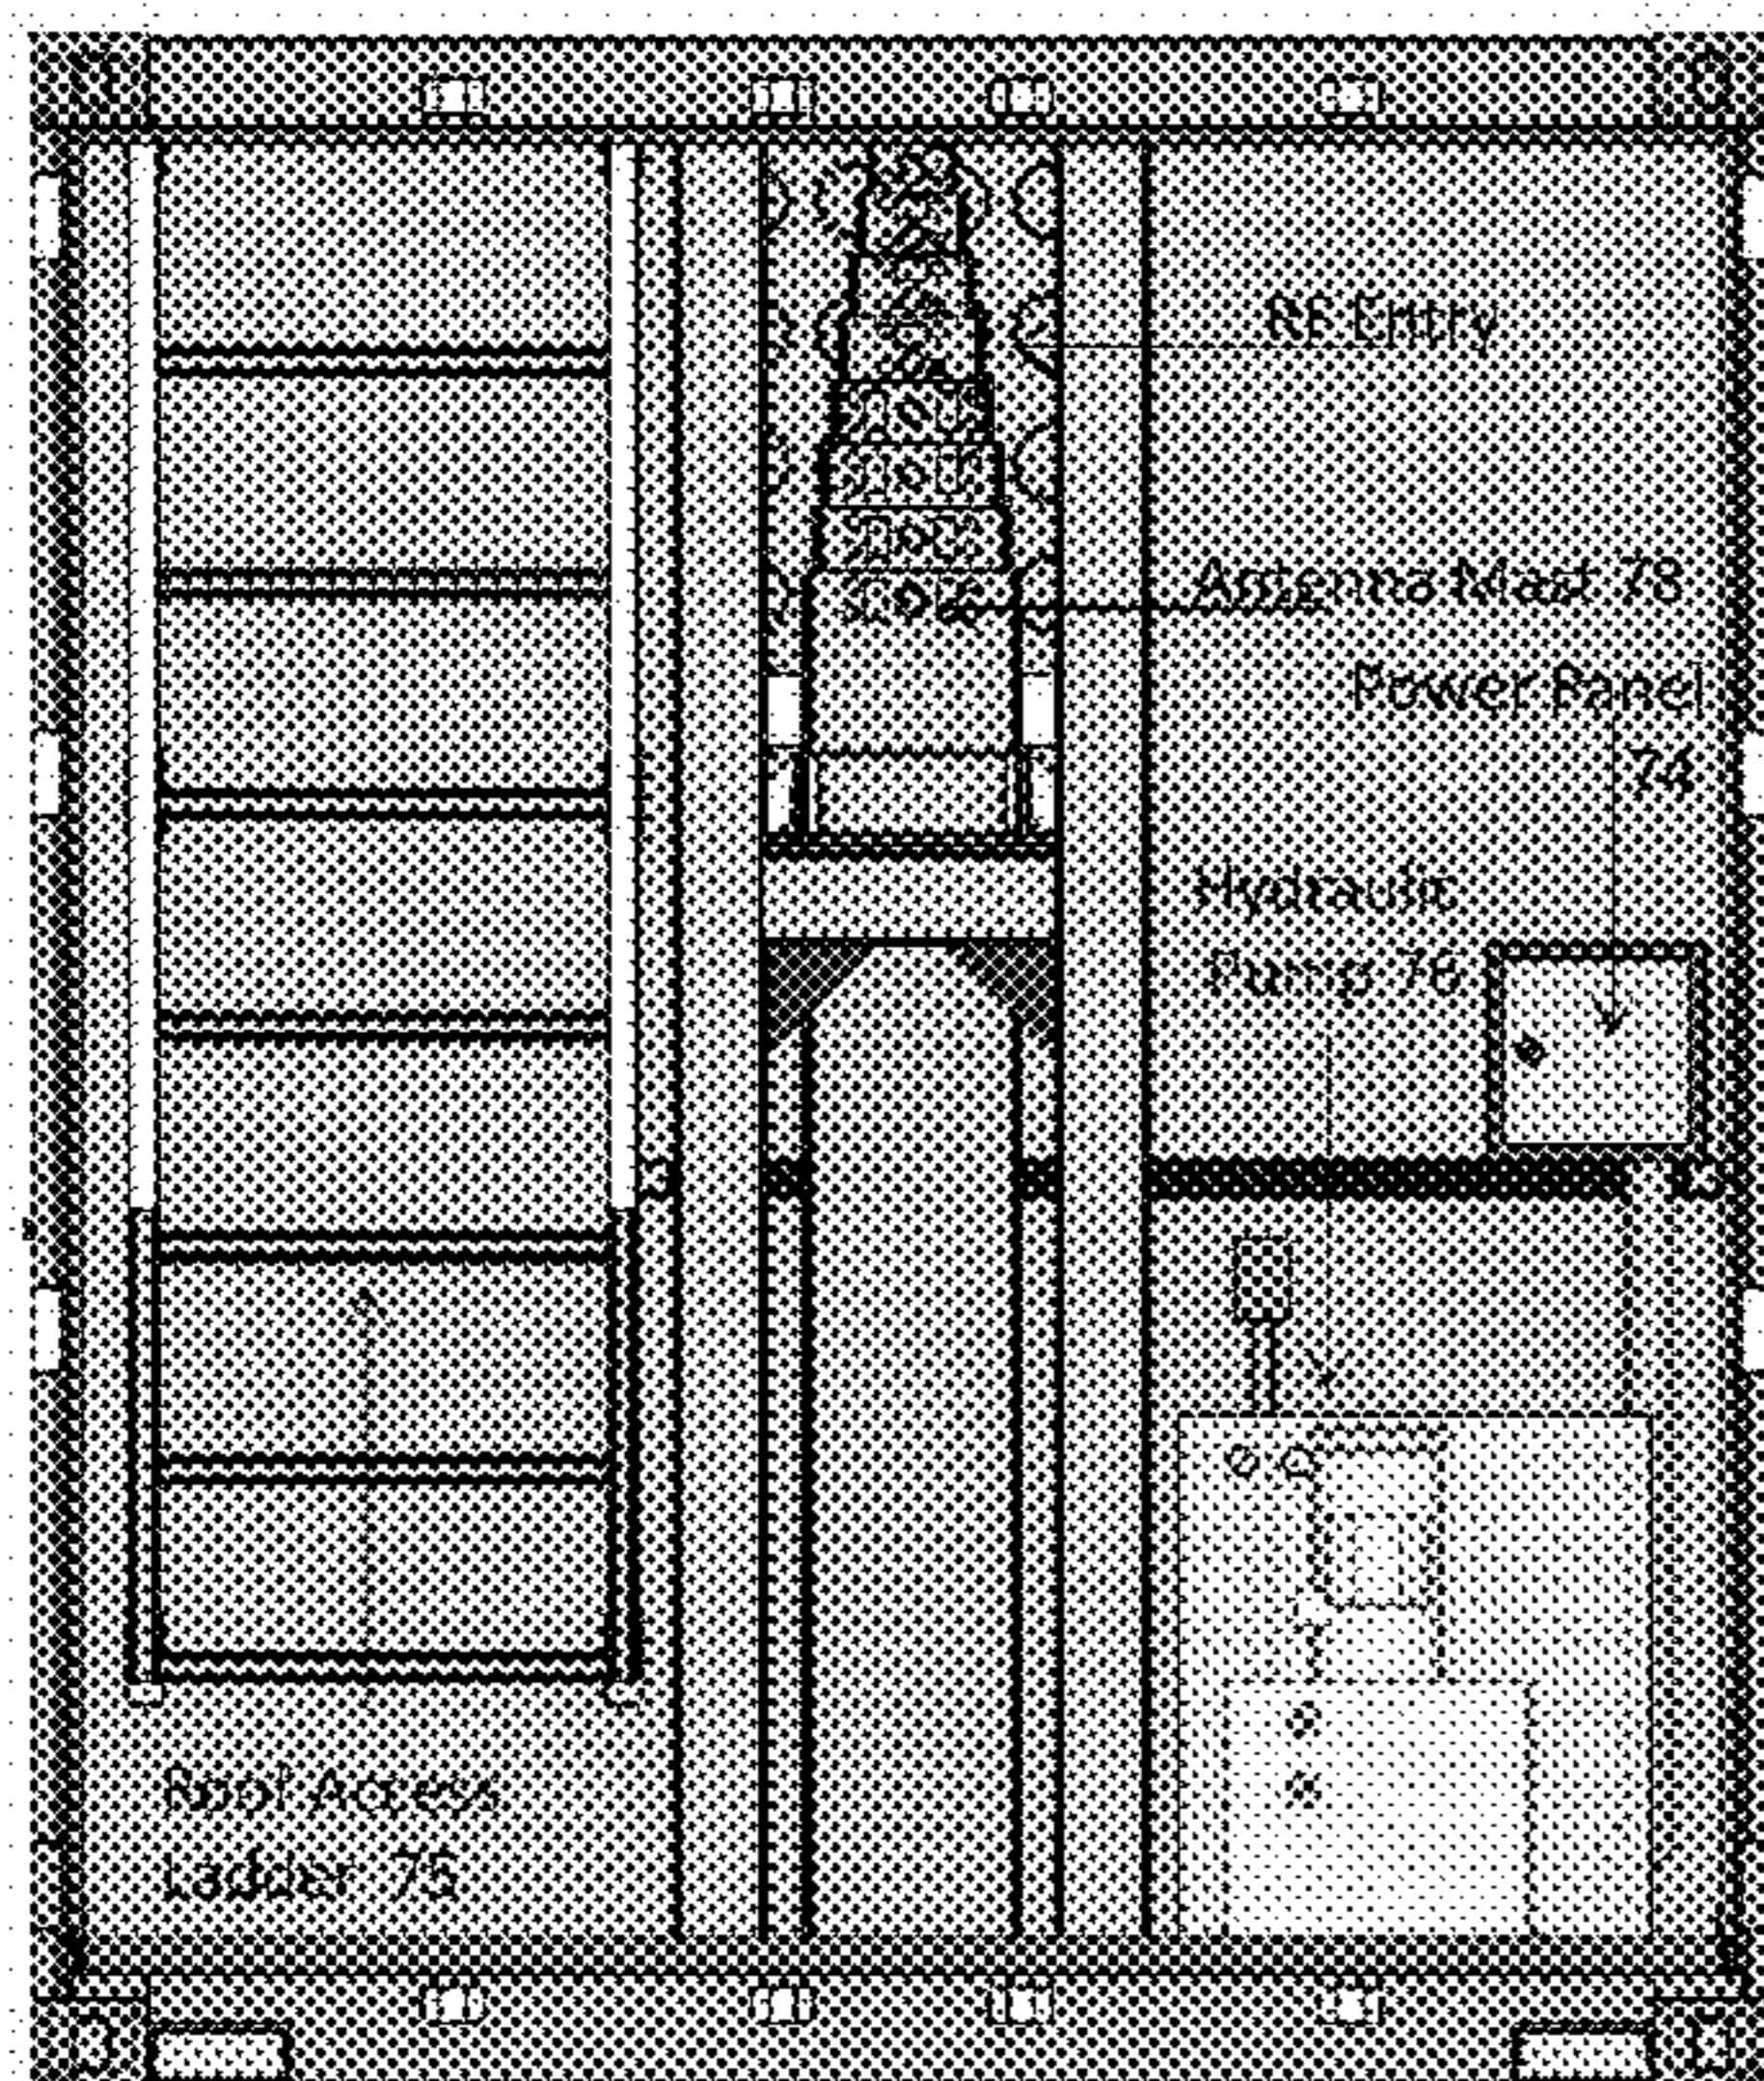 RF Entry
Antenna Mast 78
Power Panel
74
Hydraulic
Pump 76
Roof Access
Ladder 75